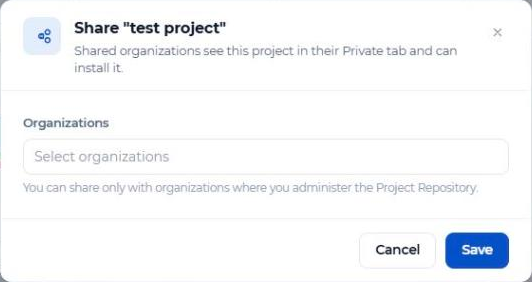 Share "test project"
Shared organizations see this project in their Private tab and can
install it.
Organizations
Select organizations
You can share only with organizations where you administer the Project Repository.
Cancel
Save